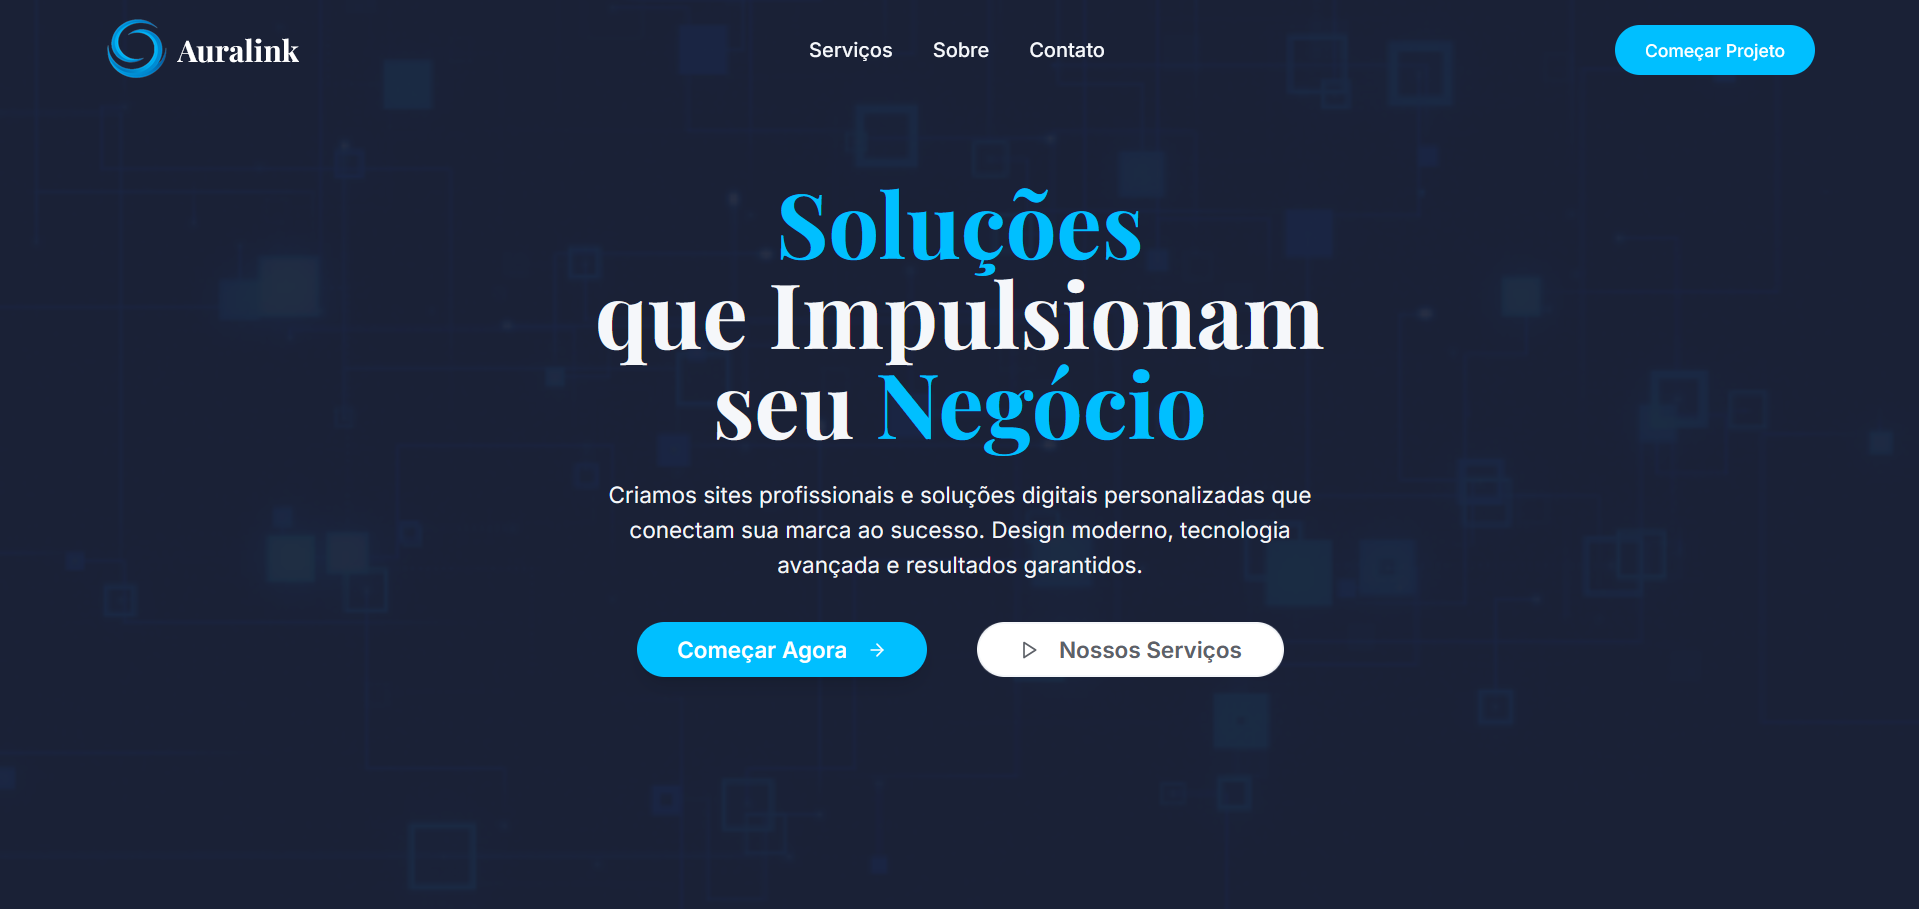 Auralink
Serviços
Sobre
Contato
Começar Projeto
Soluções
que Impulsionam
seu Negócio
Criamos sites profissionais e soluções digitais personalizadas que
conectam sua marca ao sucesso. Design moderno, tecnologia
avançada e resultados garantidos.
Começar Agora
Nossos Serviços